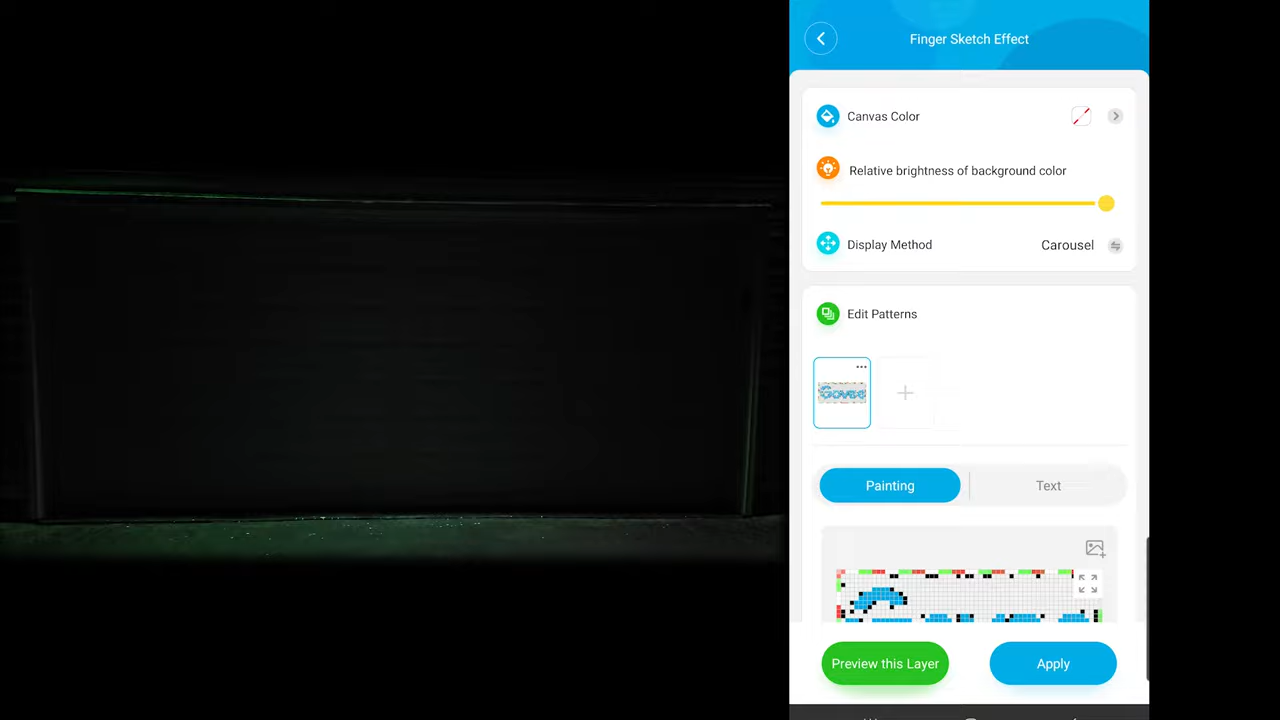 Finger Sketch Effect
Canvas Color
Relative brightness of background color
Display Method
Carousel
Edit Patterns
Painting
Text
Preview this Layer
Apply